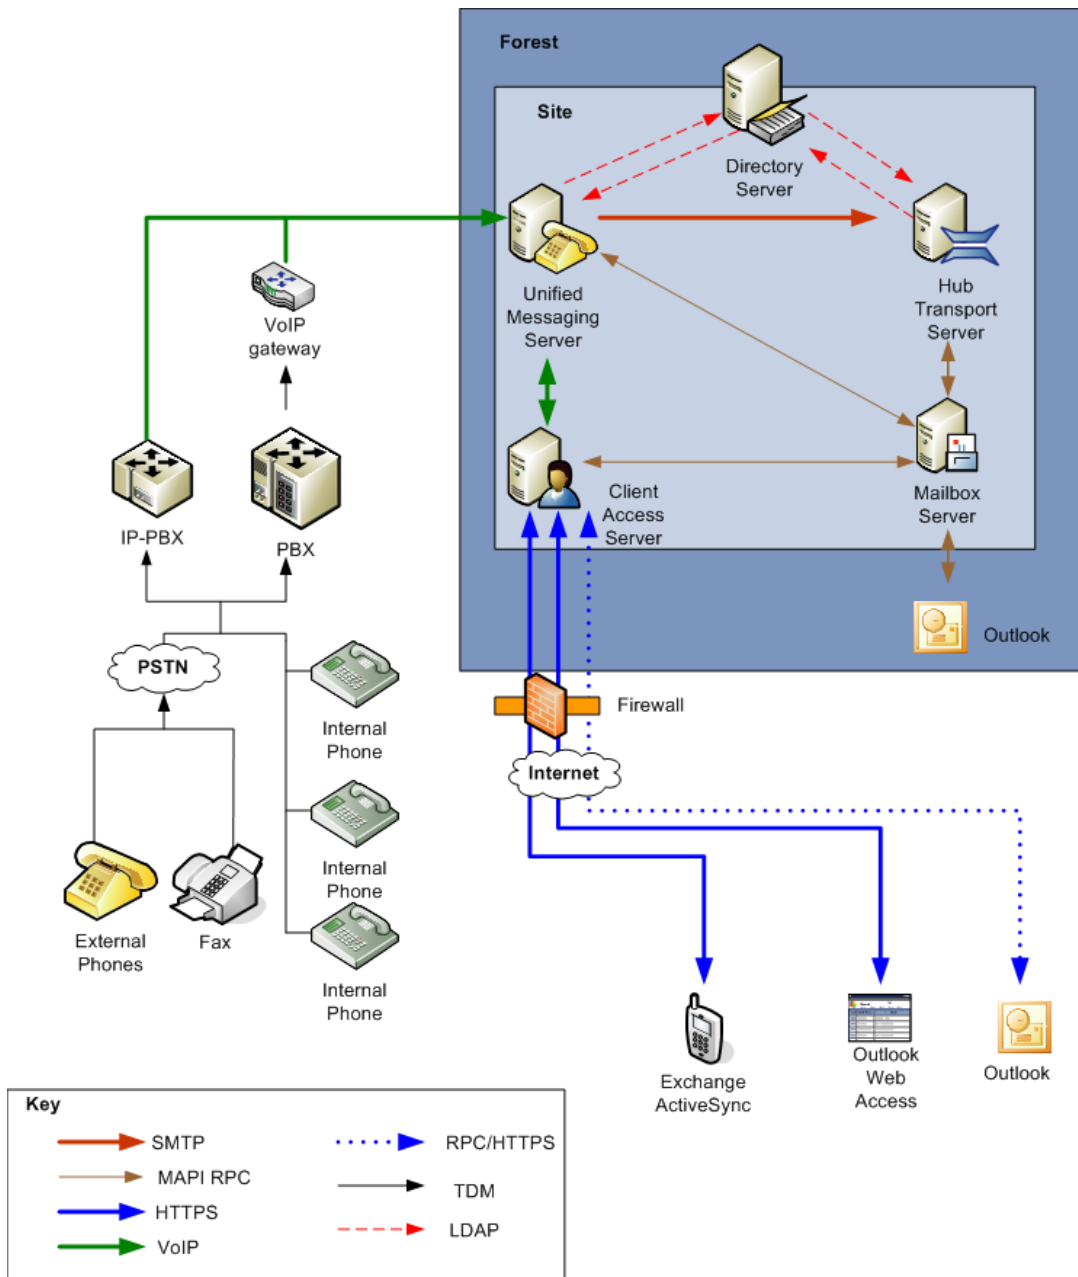 Forest
Site
Directory
Server
Unified
Messaging
Server
Hub
Transport
Server
VoIP
gateway
IP-PBX
PBX
Client
Access
Server
Mailbox
Server
Outlook
PSTN
Internal
Phone
Firewall
Internet
Internal
Phone
External
Phones
Fax
Internal
Phone
Exchange
ActiveSync
Outlook
Web
Access
Outlook
Key
SMTP
MAPI RPC
HTTPS
VoIP
RPC/HTTPS
TDM
LDAP